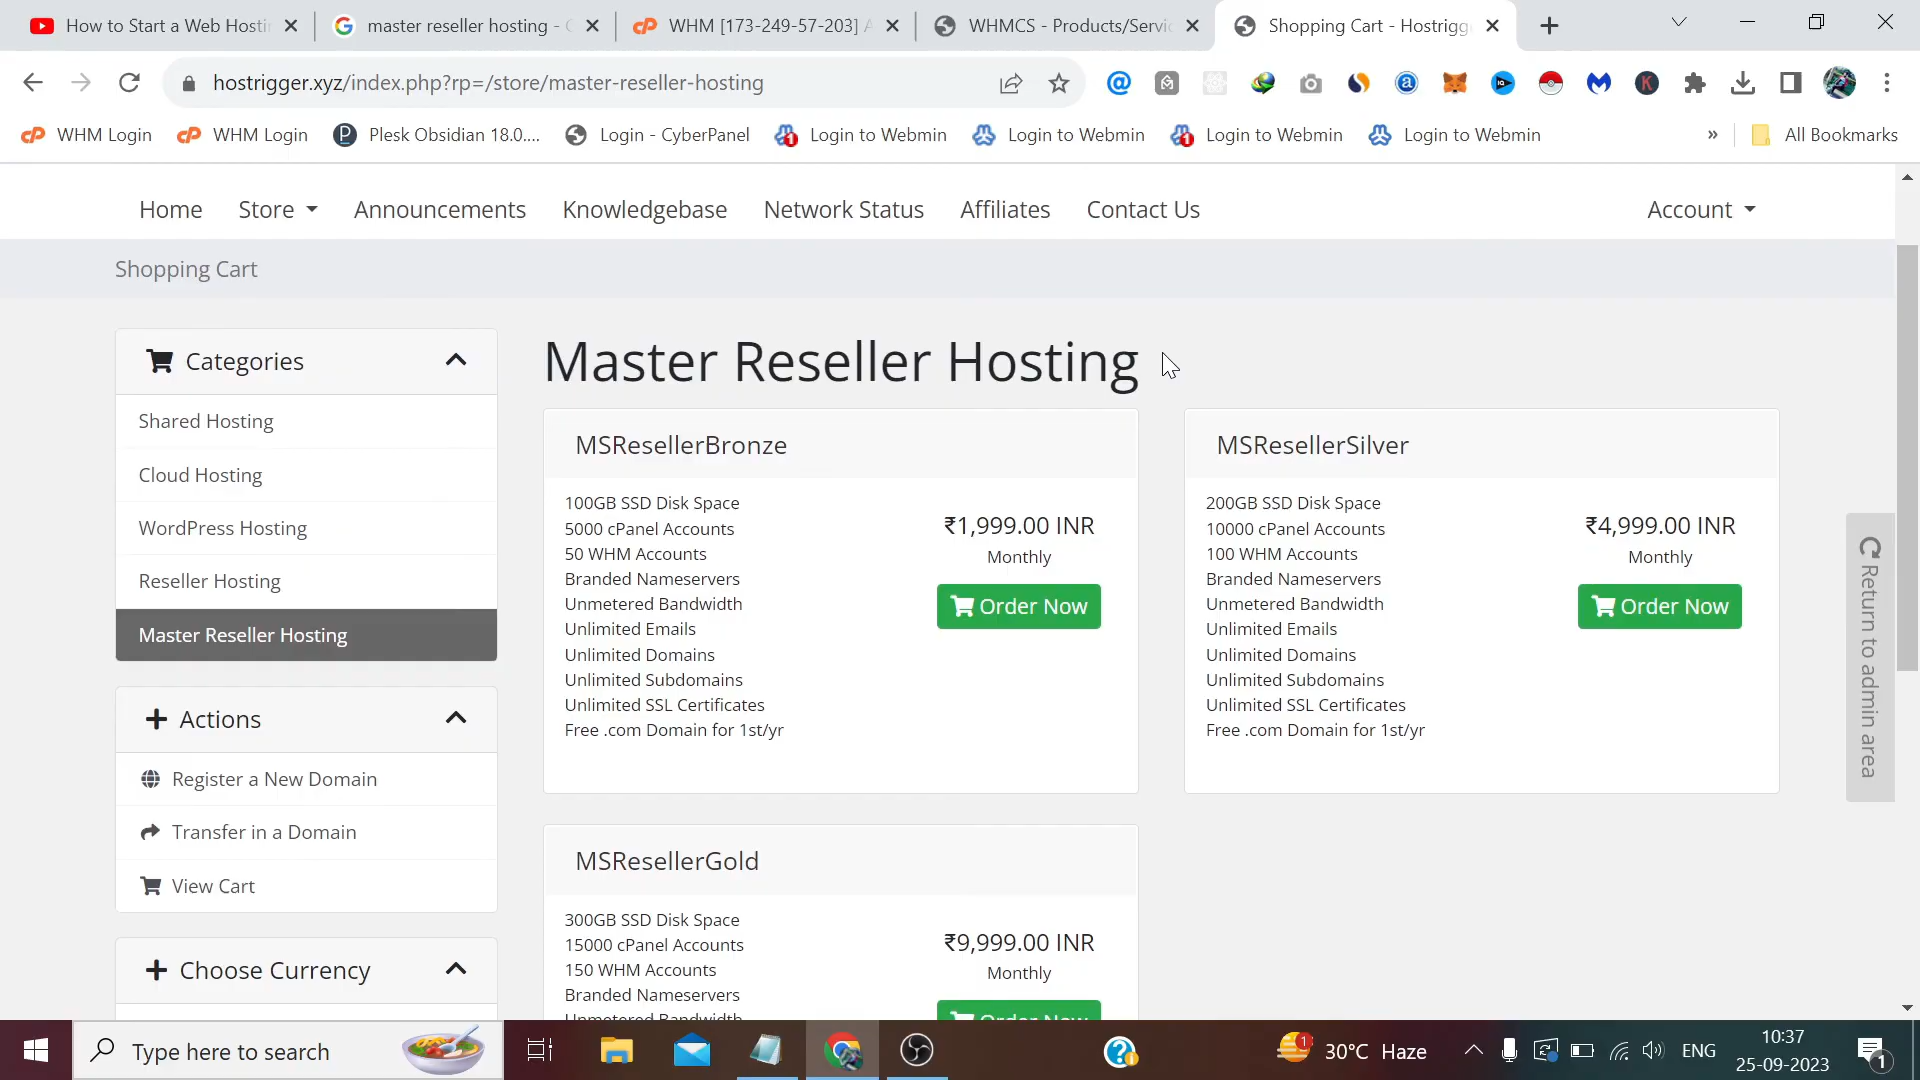 How to Start a Web Hosti
master reseller hosting -
WHM [173-249-57-203]
WHMCS - Products/Servic
Shopping Cart - Hostrigg
hostrigger.xyz/index.php?rp=/store/master-reseller-hosting
WHM Login
WHM Login
Plesk Obsidian 18.0....
Login - CyberPanel
Login to Webmin
Login to Webmin
Login to Webmin
Login to Webmin
»
All Bookmarks
Home
Store
Announcements
Knowledgebase
Network Status
Affiliates
Contact Us
Account
Shopping Cart
Categories
Shared Hosting
Cloud Hosting
WordPress Hosting
Reseller Hosting
Master Reseller Hosting
Actions
Register a New Domain
Transfer in a Domain
View Cart
Choose Currency
Master Reseller Hosting
MSResellerBronze
100GB SSD Disk Space
5000 cPanel Accounts
50 WHM Accounts
Branded Nameservers
Unmetered Bandwidth
Unlimited Emails
Unlimited Domains
Unlimited Subdomains
Unlimited SSL Certificates
Free .com Domain for 1st/yr
₹1,999.00 INR
Monthly
Order Now
MSResellerSilver
200GB SSD Disk Space
10000 cPanel Accounts
100 WHM Accounts
Branded Nameservers
Unmetered Bandwidth
Unlimited Emails
Unlimited Domains
Unlimited Subdomains
Unlimited SSL Certificates
Free .com Domain for 1st/yr
₹4,999.00 INR
Monthly
Order Now
MSResellerGold
300GB SSD Disk Space
15000 cPanel Accounts
150 WHM Accounts
Branded Nameservers
Unmetered Bandwidth
₹9,999.00 INR
Monthly
Order Now
Return to admin area
Type here to search
30°C Haze
ENG
10:37
25-09-2023
1